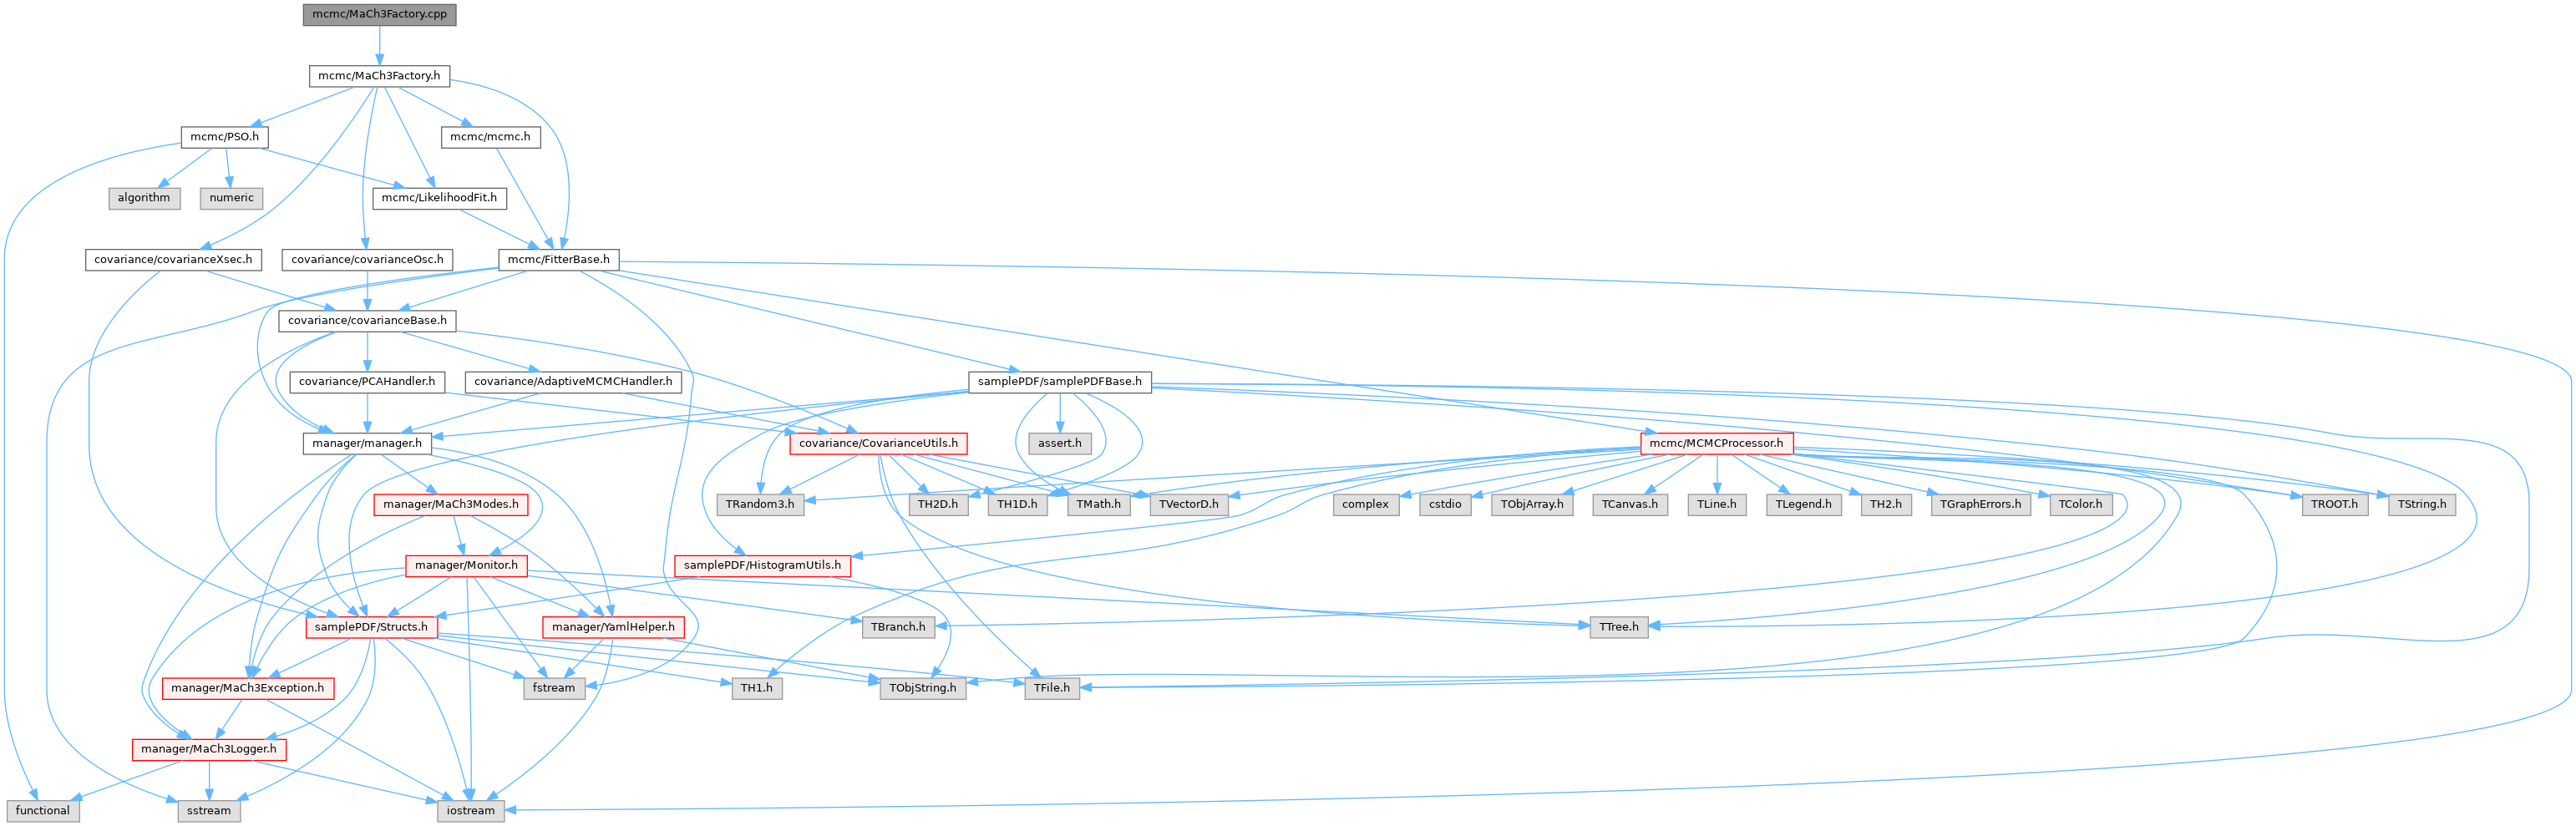 mcmc/MaCh3Factory.cpp
mcmc/MaCh3Factory.h
mcmc/PSO.h
mcmc/mcmc.h
algorithm
numeric
mcmc/LikelihoodFit.h
covariance/covarianceXsec.h
covariance/covarianceOsc.h
mcmc/FitterBase.h
covariance/covarianceBase.h
covariance/PCAHandler.h
covariance/AdaptiveMCMCHandler.h
samplePDF/samplePDFBase.h
manager/manager.h
covariance/CovarianceUtils.h
assert.h
mcmc/MCMCProcessor.h
manager/MaCh3Modes.h
TRandom3.h
TH2D.h
TH1D.h
TMath.h
TVectorD.h
complex
cstdio
TObjArray.h
TCanvas.h
TLine.h
TLegend.h
TH2.h
TGraphErrors.h
TColor.h
TROOT.h
TString.h
manager/Monitor.h
samplePDF/HistogramUtils.h
samplePDF/Structs.h
manager/YamlHelper.h
TBranch.h
TTree.h
manager/MaCh3Exception.h
fstream
TH1.h
TObjString.h
TFile.h
manager/MaCh3Logger.h
functional
sstream
iostream